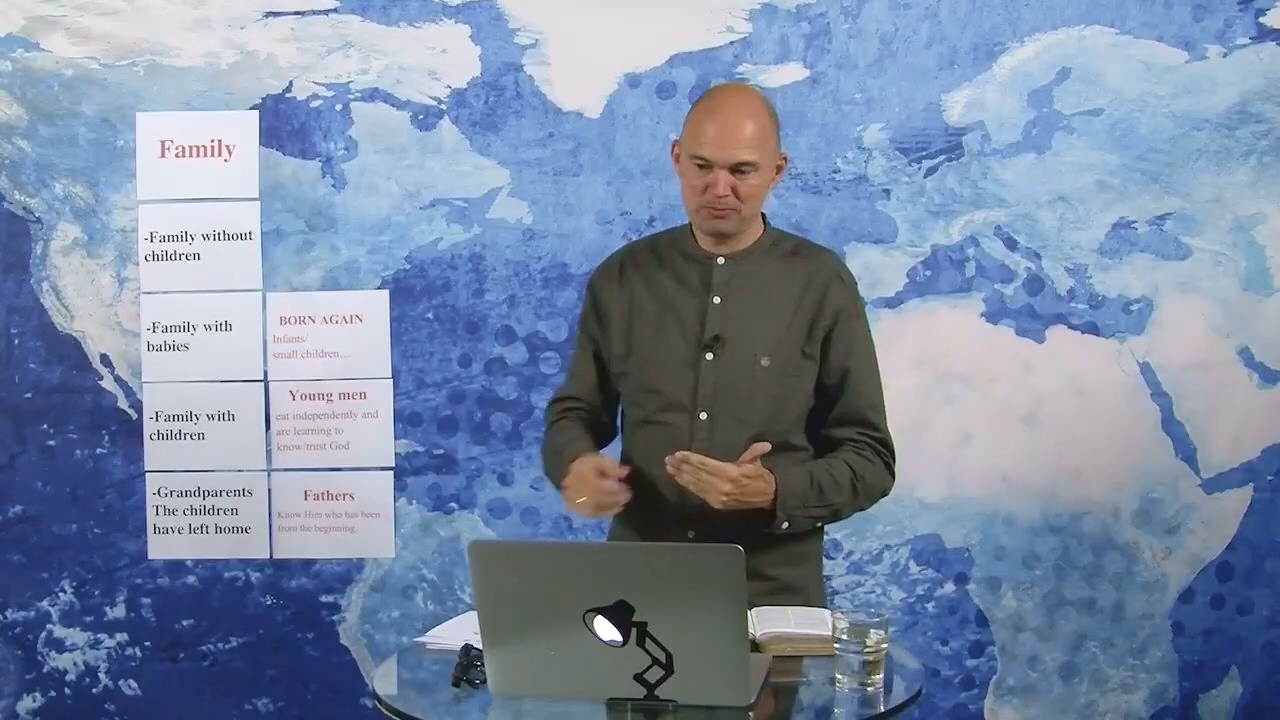 Family
-Family without
children
-Family with
babies
BORN AGAIN
Infants/
small children…
-Family with
children
Young men
eat independently and
are learning to
know/trust God
-Grandparents
The children
have left home
Fathers
Know Him who has been
from the beginning.